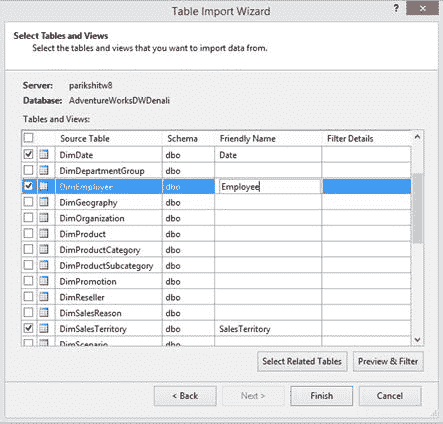 Table Import Wizard
?
Select Tables and Views
Select the tables and views that you want to import data from.
Server: parikshitw8
Database: AdventureWorksDWDenali
Tables and Views:
Source Table Schema Friendly Name Filter Details
DimDate dbo Date
DimDepartmentGroup dbo
DimEmployee dbo Employee
DimGeography dbo
DimOrganization dbo
DimProduct dbo
DimProductCategory dbo
DimProductSubcategory dbo
DimPromotion dbo
DimReseller dbo
DimSalesReason dbo
DimSalesTerritory dbo SalesTerritory
DimScenario dbo
Select Related Tables Preview & Filter
< Back Next > Finish Cancel